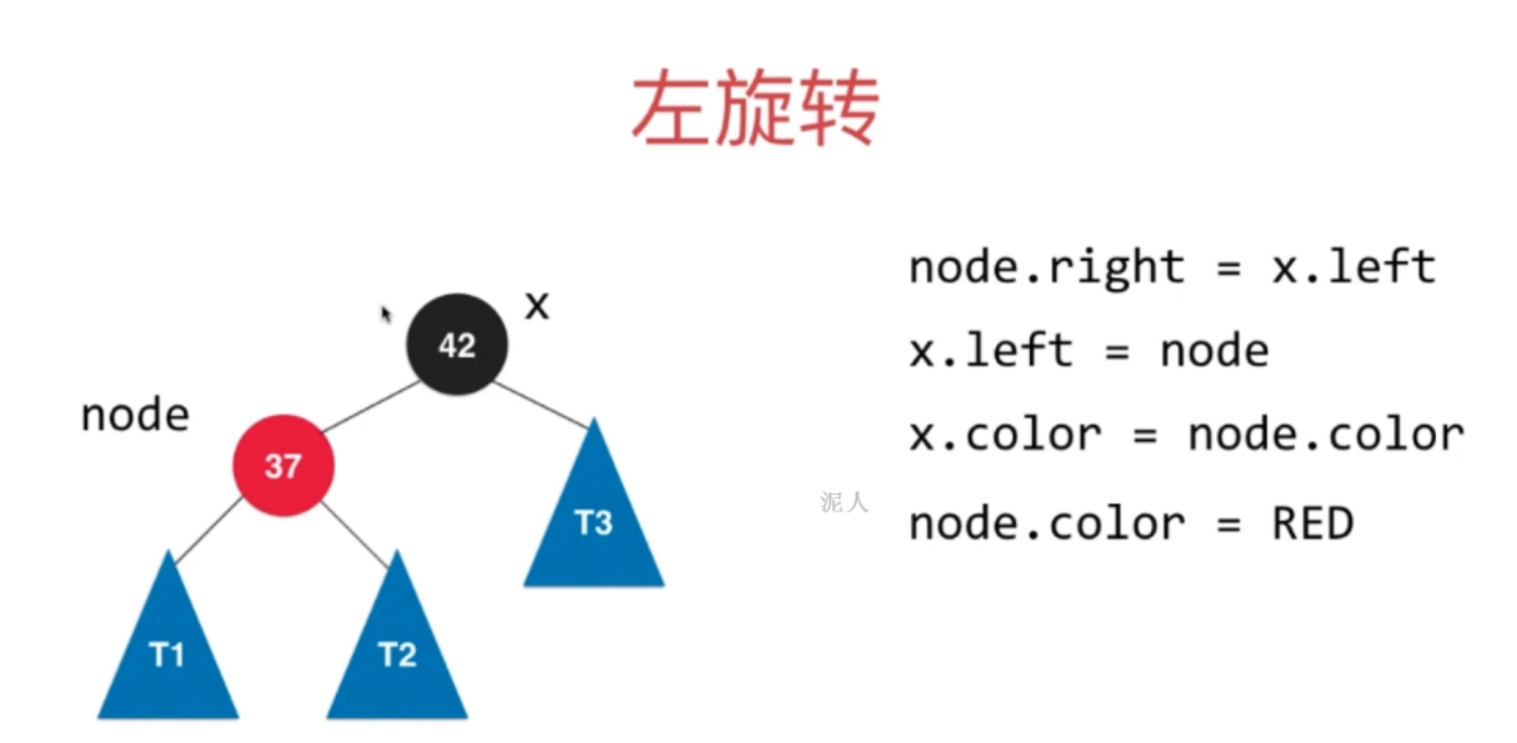 左旋转
node.right = x.left
x
42
x.left = node
node
x.color = node.color
37
泥人
node.color = RED
T3
T1
T2